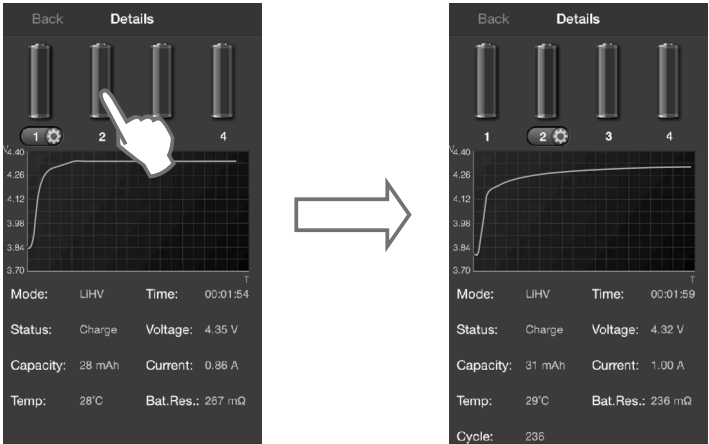 Back Details
1 2 4
V
4.40
4.26
4.12
3.98
3.84
3.70
T
Mode: LiHV Time: 00:01:54
Status: Charge Voltage: 4.35 V
Capacity: 28 mAh Current: 0.86 A
Temp: 28°C Bat.Res.: 267 mΩ
Back Details
1 2 3 4
V
4.40
4.26
4.12
3.98
3.84
3.70
T
Mode: LiHV Time: 00:01:59
Status: Charge Voltage: 4.32 V
Capacity: 31 mAh Current: 1.00 A
Temp: 29°C Bat.Res.: 236 mΩ
Cycle: 236